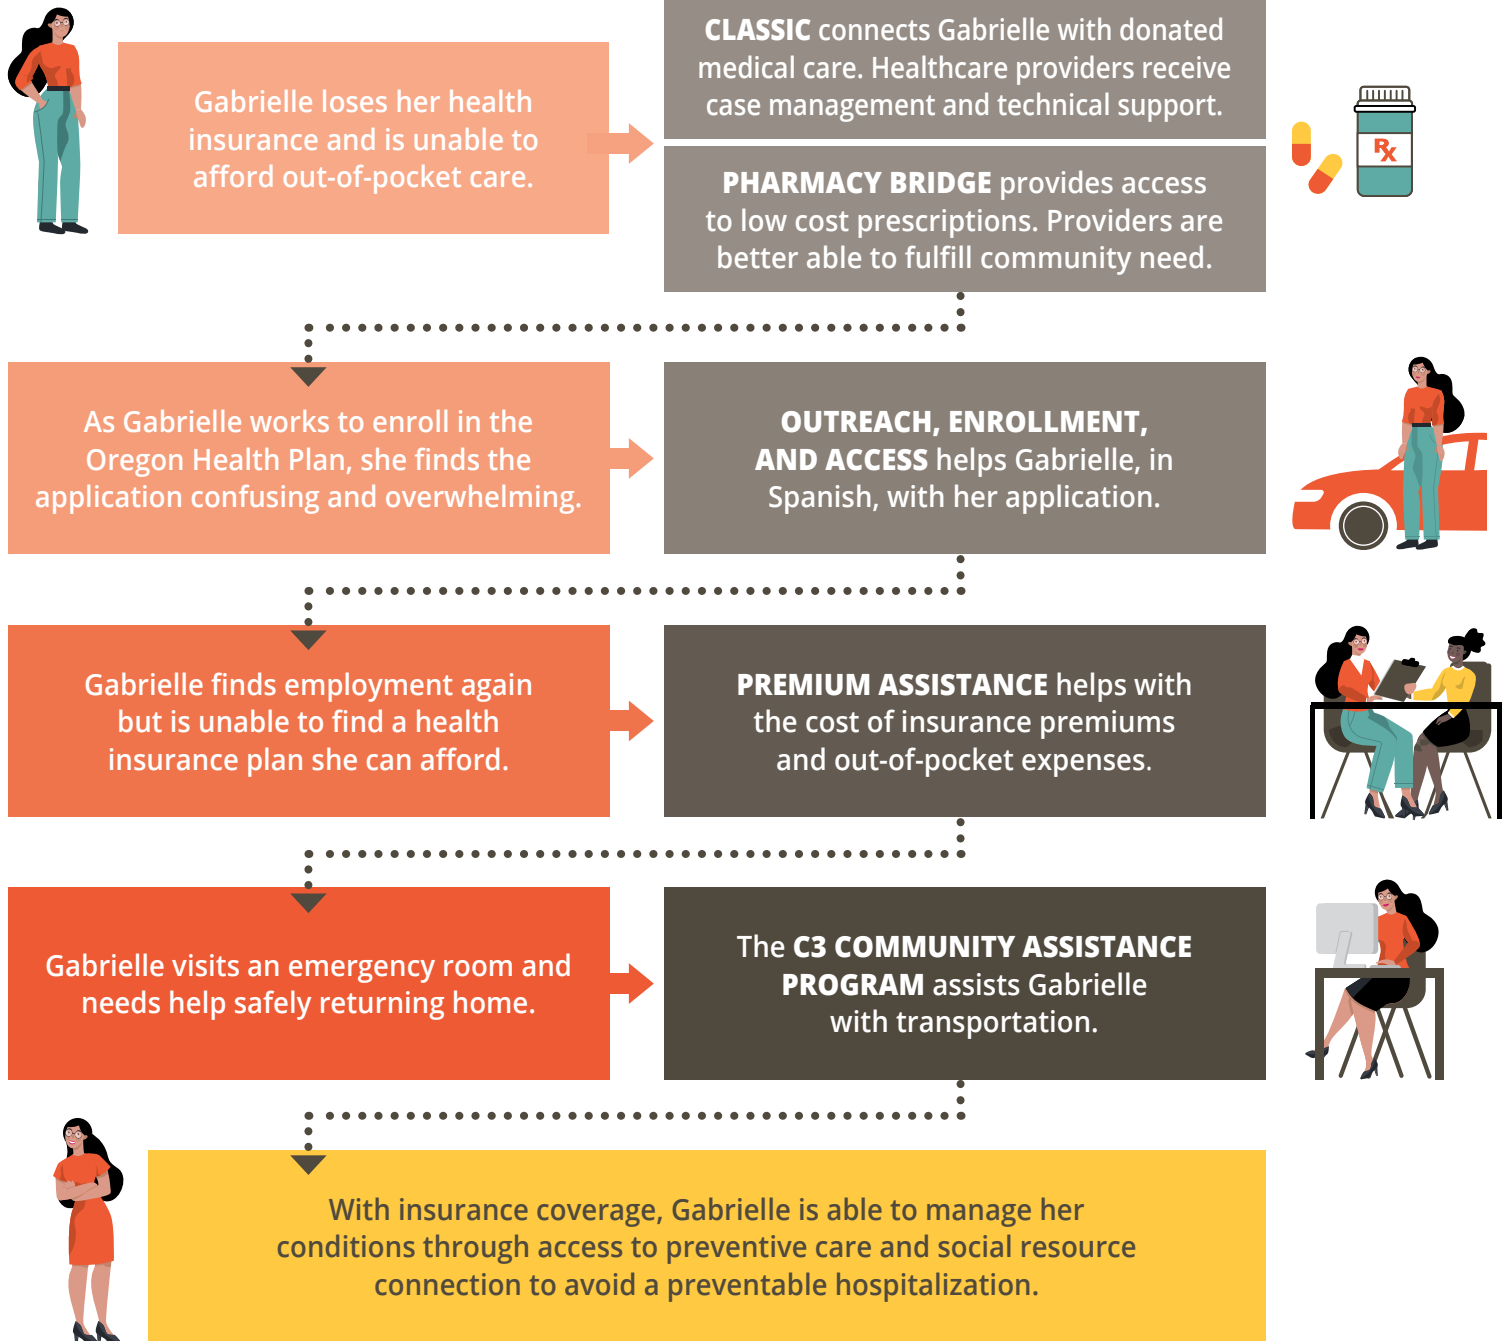 Gabrielle loses her health
insurance and is unable to
afford out-of-pocket care.
CLASSIC connects Gabrielle with donated
medical care. Healthcare providers receive
case management and technical support.
PHARMACY BRIDGE provides access
to low cost prescriptions. Providers are
better able to fulfill community need.
Rx
As Gabrielle works to enroll in the
Oregon Health Plan, she finds the
application confusing and overwhelming.
OUTREACH, ENROLLMENT,
AND ACCESS helps Gabrielle, in
Spanish, with her application.
Gabrielle finds employment again
but is unable to find a health
insurance plan she can afford.
PREMIUM ASSISTANCE helps with
the cost of insurance premiums
and out-of-pocket expenses.
Gabrielle visits an emergency room and
needs help safely returning home.
The C3 COMMUNITY ASSISTANCE
PROGRAM assists Gabrielle
with transportation.
With insurance coverage, Gabrielle is able to manage her
conditions through access to preventive care and social resource
connection to avoid a preventable hospitalization.